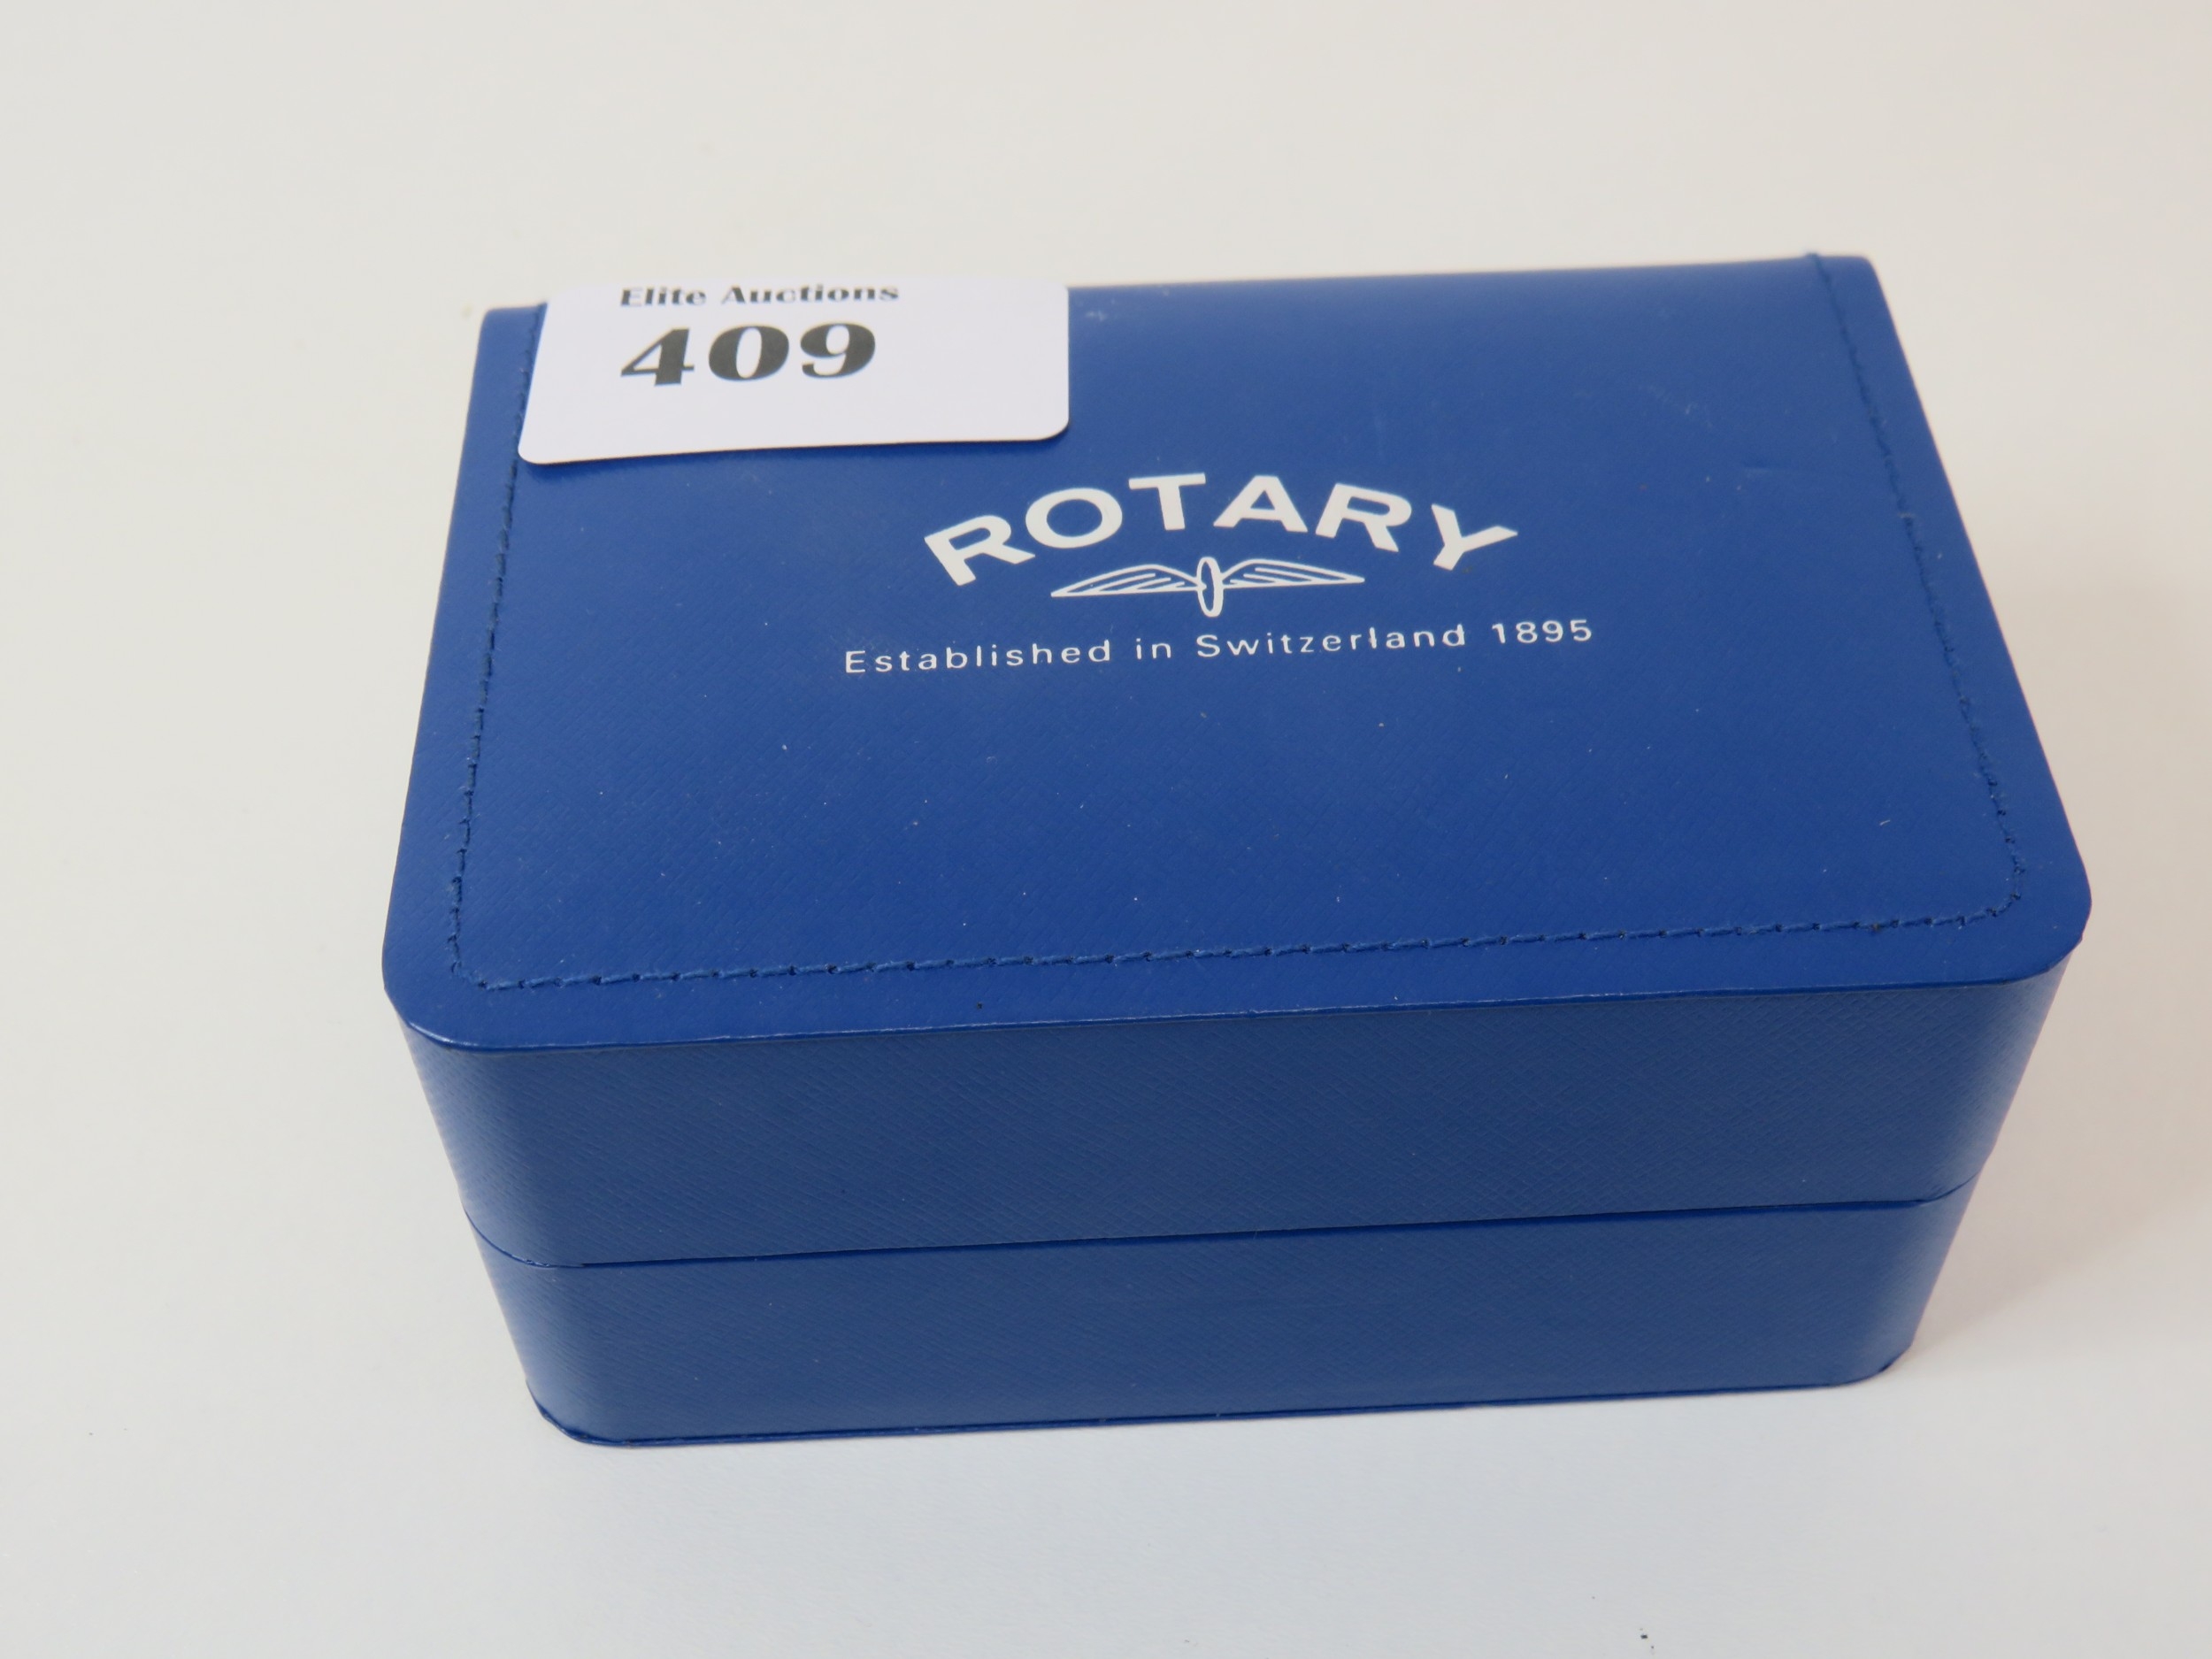 Elite Auctions
409
ROTARY
Established in Switzerland 1895